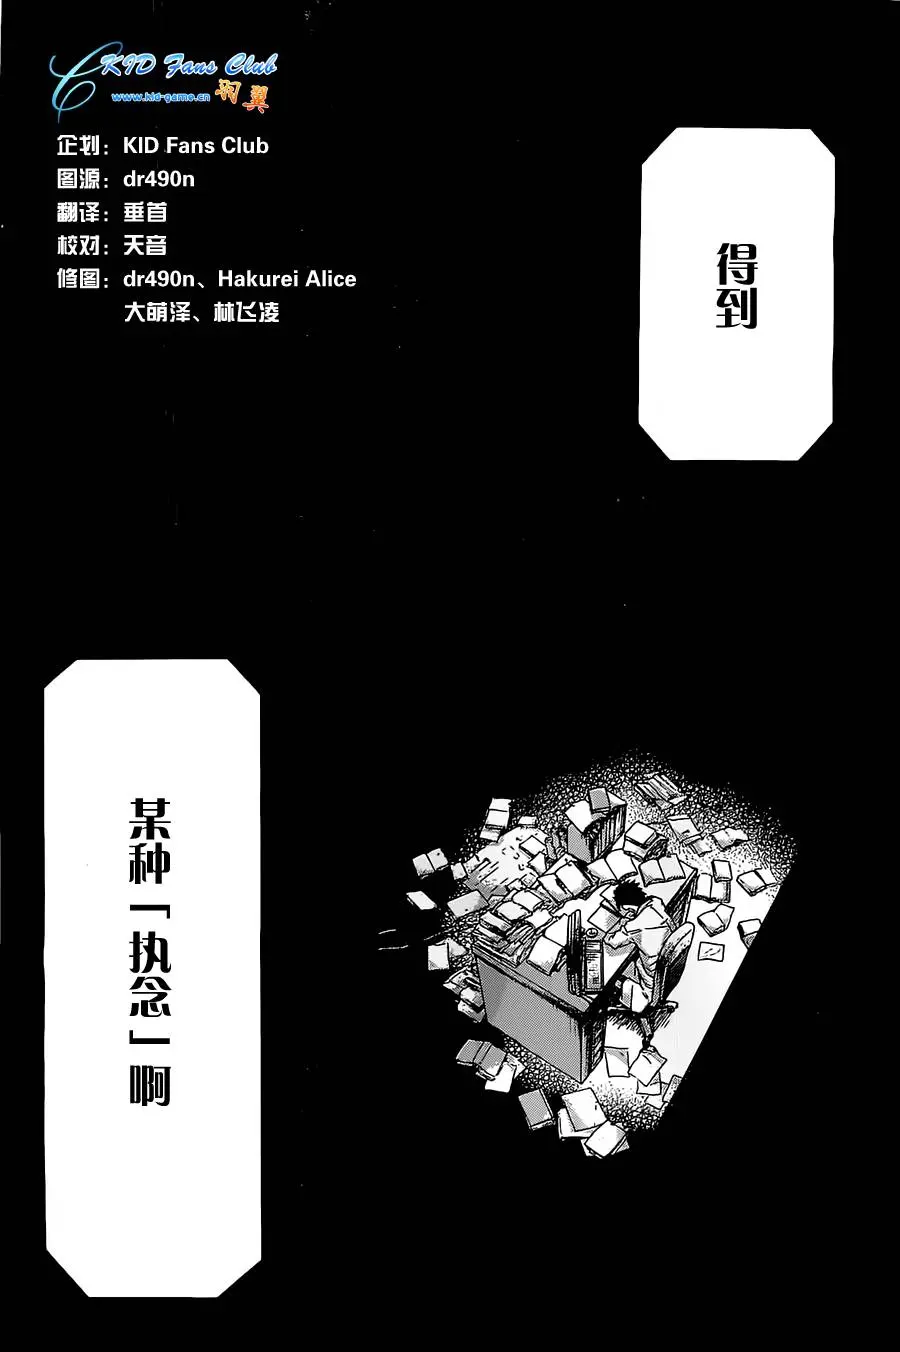 KID Fans Club
www.kid-game.cn 羽翼
企划：KID Fans Club
图源：dr490n
翻译：垂首
校对：天音
修图：dr490n、Hakurei Alice
大萌泽、林飞凌
得到
某种「执念」啊